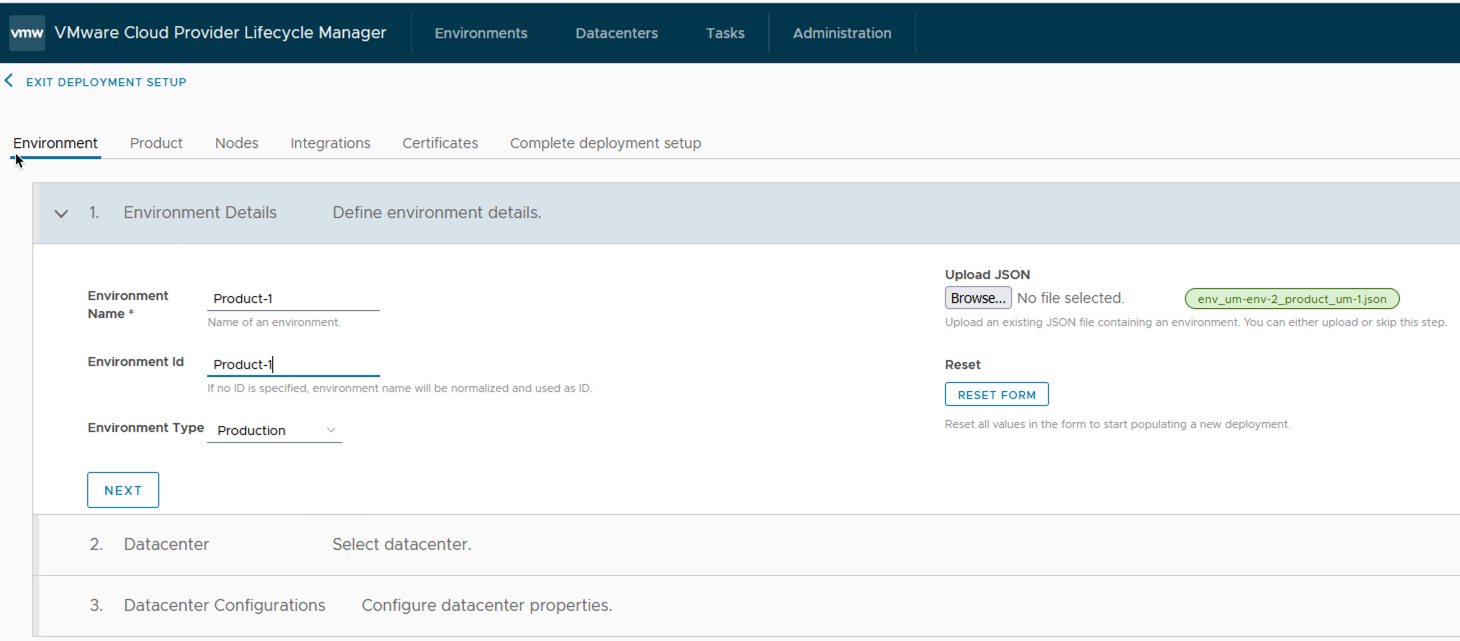 vmw VMware Cloud Provider Lifecycle Manager Environments Datacenters Tasks Administration
EXIT DEPLOYMENT SETUP
Environment Product Nodes Integrations Certificates Complete deployment setup
1. Environment Details Define environment details.
Environment Name *
Product-1
Name of an environment.
Environment Id
Product-1
If no ID is specified, environment name will be normalized and used as ID.
Environment Type
Production
NEXT
Upload JSON
Browse... No file selected. env_um-env-2_product_um-1.json
Upload an existing JSON file containing an environment. You can either upload or skip this step.
Reset
RESET FORM
Reset all values in the form to start populating a new deployment.
2. Datacenter Select datacenter.
3. Datacenter Configurations Configure datacenter properties.